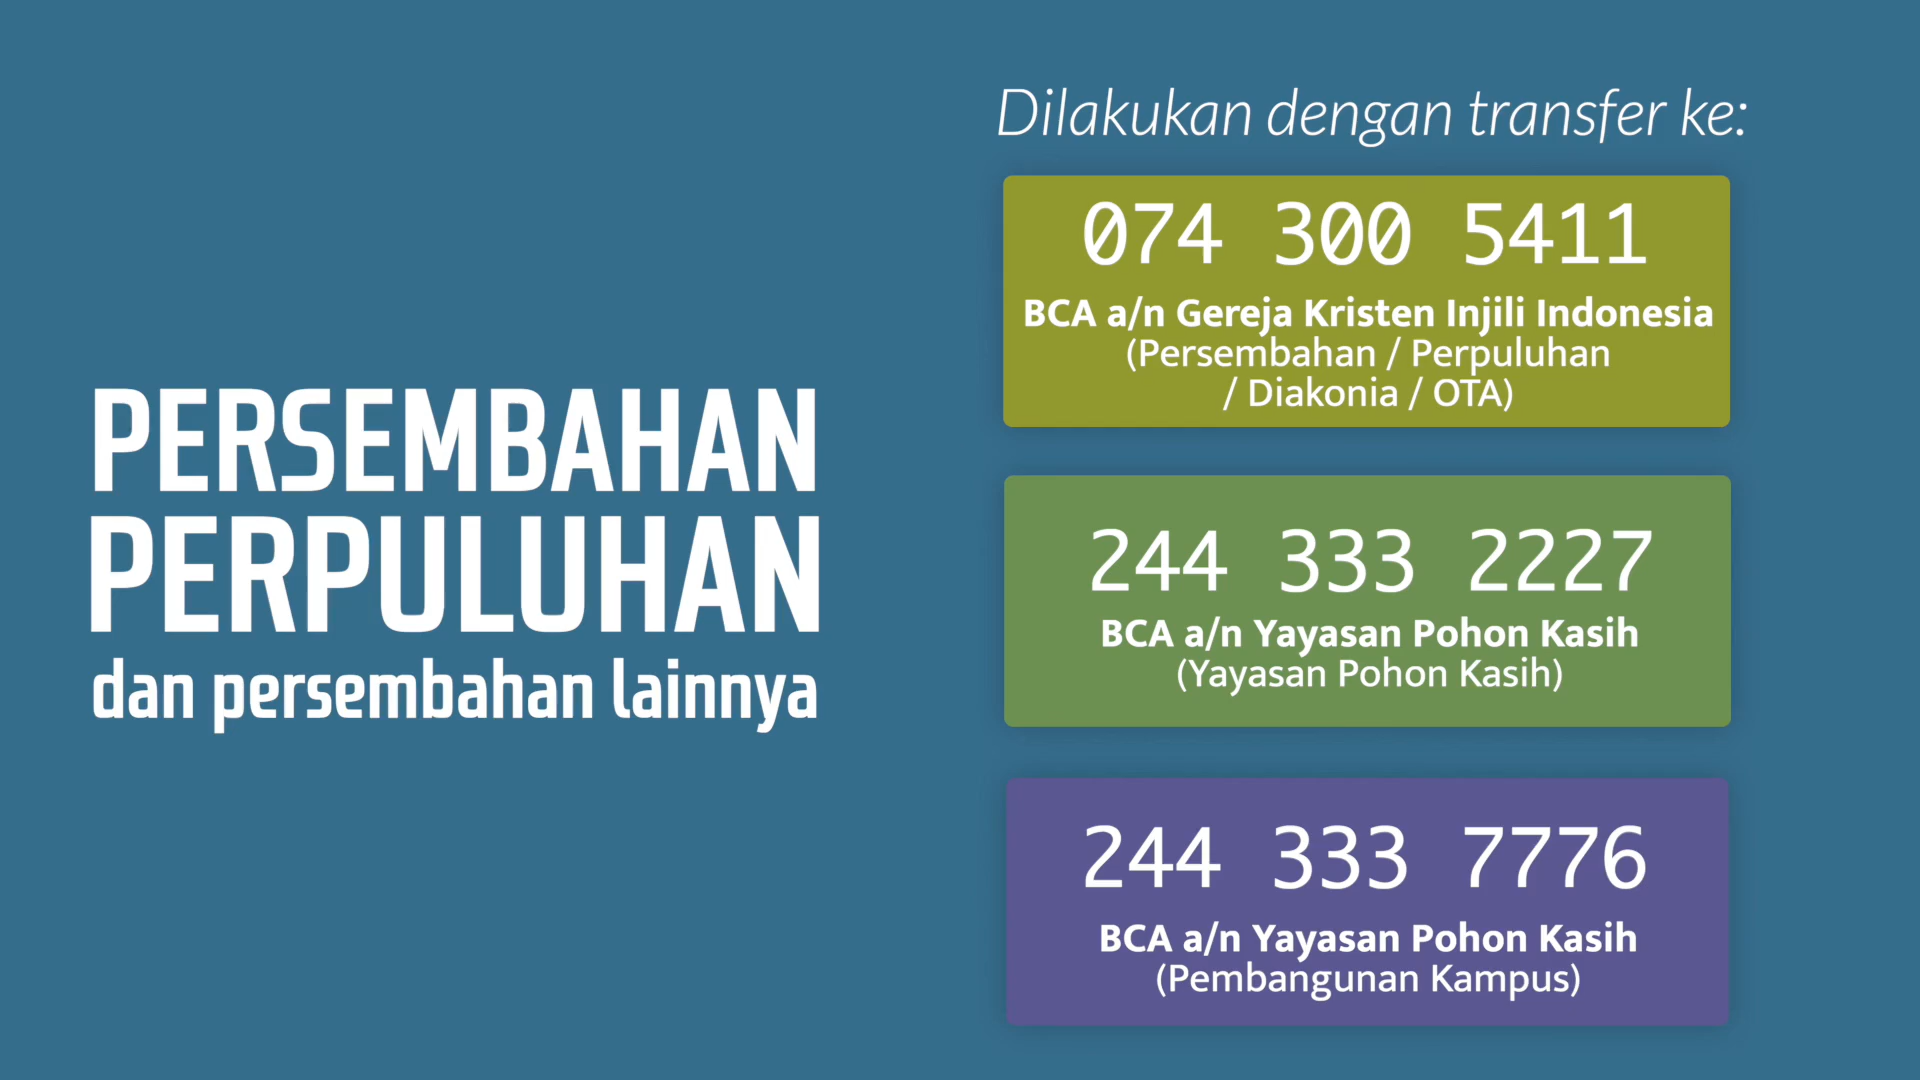 PERSEMBAHAN
PERPULUHAN
dan persembahan lainnya
Dilakukan dengan transfer ke:
074 300 5411
BCA a/n Gereja Kristen Injili Indonesia
(Persembahan / Perpuluhan
/ Diakonia / OTA)
244 333 2227
BCA a/n Yayasan Pohon Kasih
(Yayasan Pohon Kasih)
244 333 7776
BCA a/n Yayasan Pohon Kasih
(Pembangunan Kampus)